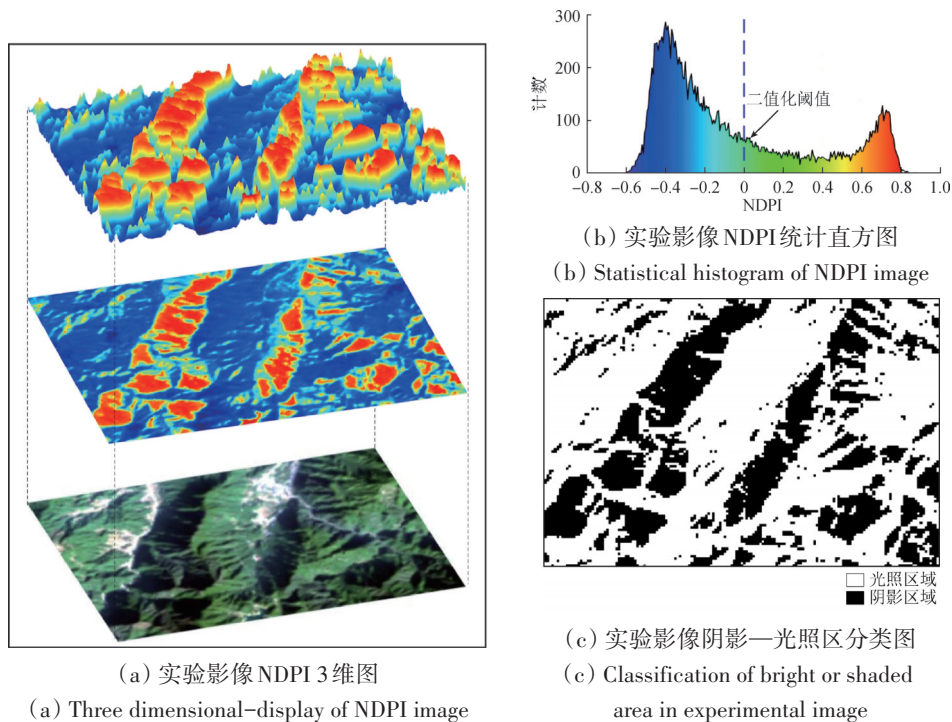 (a) 实验影像NDPI 3维图
(a) Three dimensional-display of NDPI image
300
200
100
0
计数
二值化阈值
-0.8 -0.6 -0.4 -0.2 0 0.2 0.4 0.6 0.8 1.0
NDPI
(b) 实验影像NDPI统计直方图
(b) Statistical histogram of NDPI image
光照区域
阴影区域
(c) 实验影像阴影—光照区分类图
(c) Classification of bright or shaded
area in experimental image